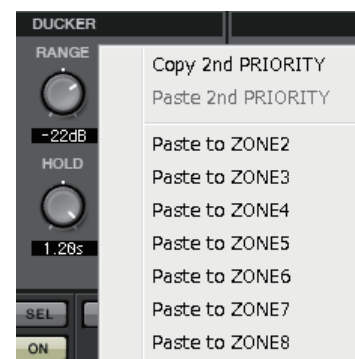 DUCKER
RANGE
-22dB
HOLD
1.20s
SEL
ON
Copy 2nd PRIORITY
Paste 2nd PRIORITY
Paste to ZONE2
Paste to ZONE3
Paste to ZONE4
Paste to ZONE5
Paste to ZONE6
Paste to ZONE7
Paste to ZONE8